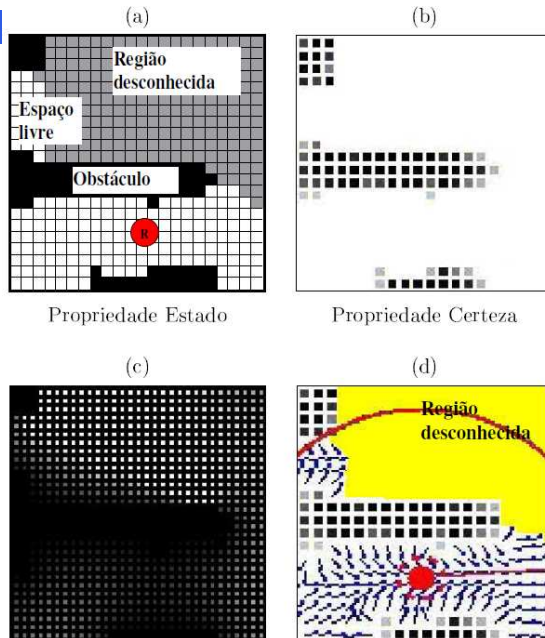 (a)
(b)
Região
desconhecida
Espaço
livre
Obstáculo
R
Propriedade Estado
Propriedade Certeza
(c)
(d)
Região
desconhecida